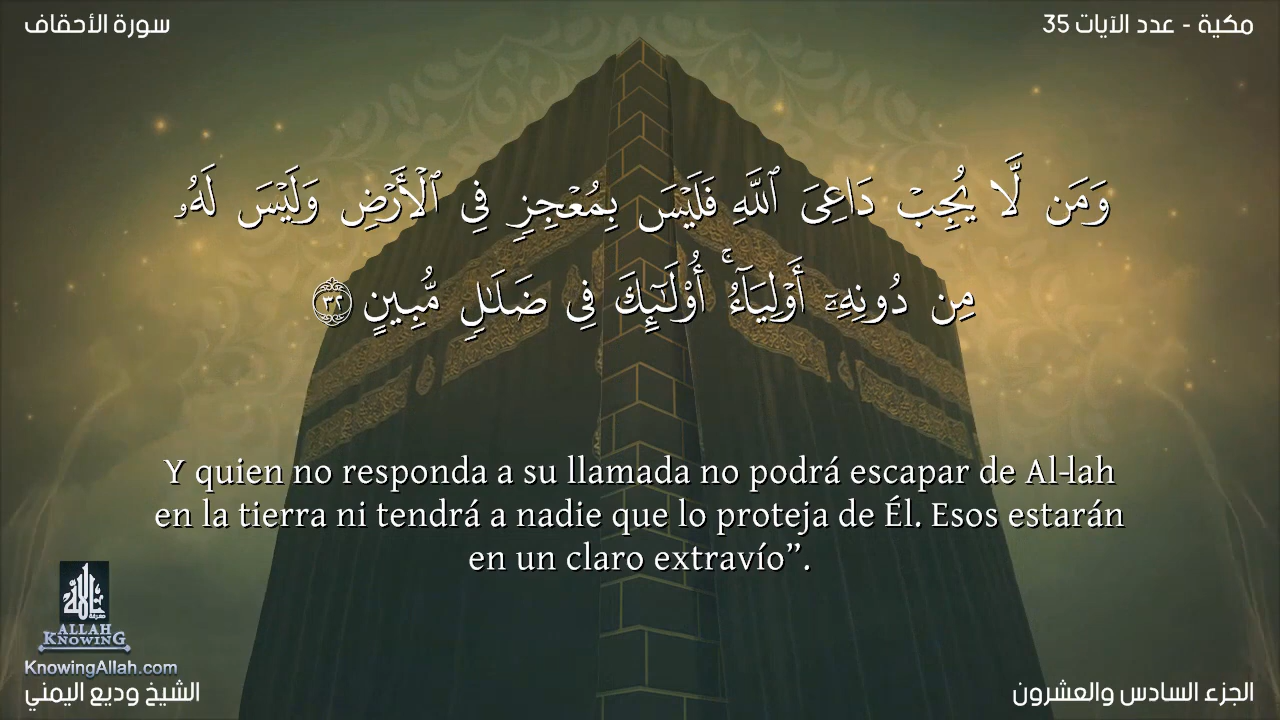 سورة الأحقاف
مكية - عدد الآيات 35
وَمَن لَّا يُجِبْ دَاعِىَ ٱللَّهِ فَلَيْسَ بِمُعْجِزٍ فِى ٱلْأَرْضِ وَلَيْسَ لَهُۥ
مِن دُونِهِۦٓ أَوْلِيَآءُ ۚ أُو۟لَـٰٓئِكَ فِى ضَلَـٰلٍ مُّبِينٍ ٣٢
Y quien no responda a su llamada no podrá escapar de Al-lah
en la tierra ni tendrá a nadie que lo proteja de Él. Esos estarán
en un claro extravío”.
ALLAH
KNOWING
KnowingAllah.com
الشيخ وديع اليمني
الجزء السادس والعشرون